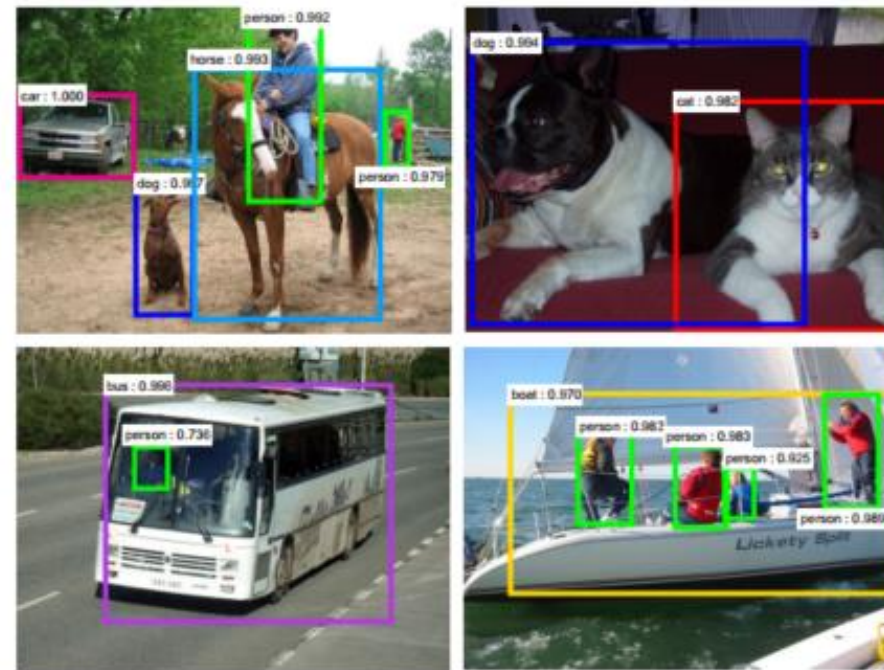 person : 0.992
horse : 0.993
car : 1.000
person : 0.979
dog : 0.997
dog : 0.994
cat : 0.982
bus : 0.996
person : 0.736
boat : 0.970
person : 0.983
person : 0.925
person : 0.989
Lickety Split